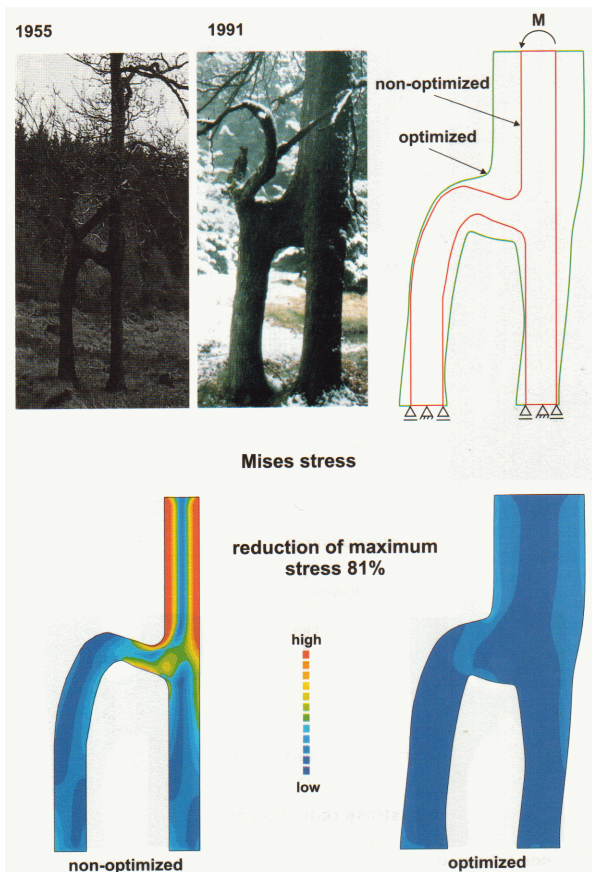 1955
1991
M
non-optimized
optimized
Mises stress
reduction of maximum
stress 81%
high
low
non-optimized
optimized